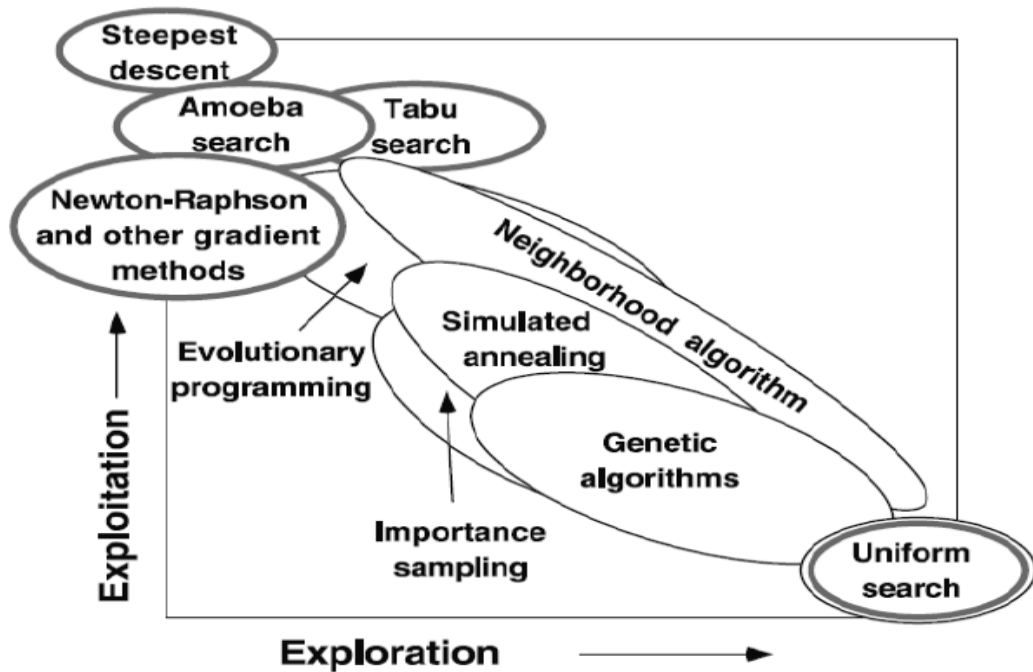 Steepest
descent
Amoeba
search
Tabu
search
Newton-Raphson
and other gradient
methods
Neighborhood algorithm
Simulated
annealing
Evolutionary
programming
Genetic
algorithms
Importance
sampling
Uniform
search
Exploitation
Exploration